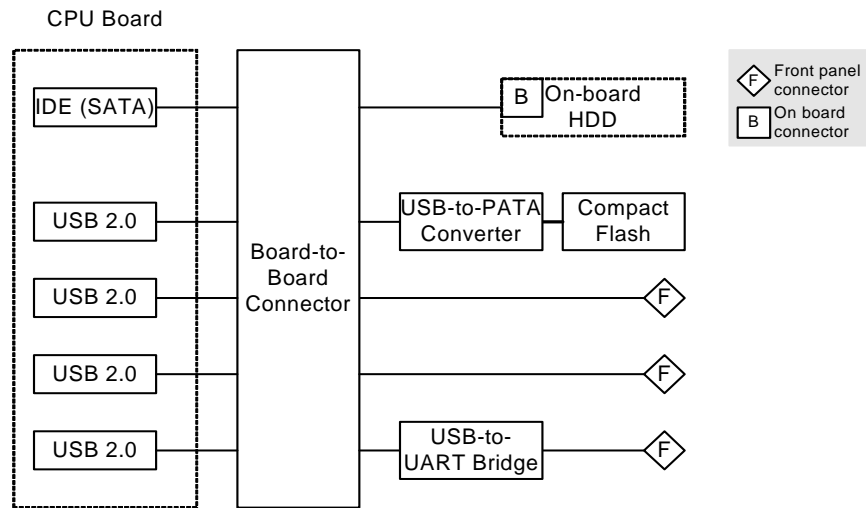 CPU Board
IDE (SATA)
B
On-board
HDD
F
Front panel
connector
B
On board
connector
USB 2.0
USB-to-PATA
Converter
Compact
Flash
Board-to-
Board
Connector
USB 2.0
F
USB 2.0
F
USB 2.0
USB-to-
UART Bridge
F